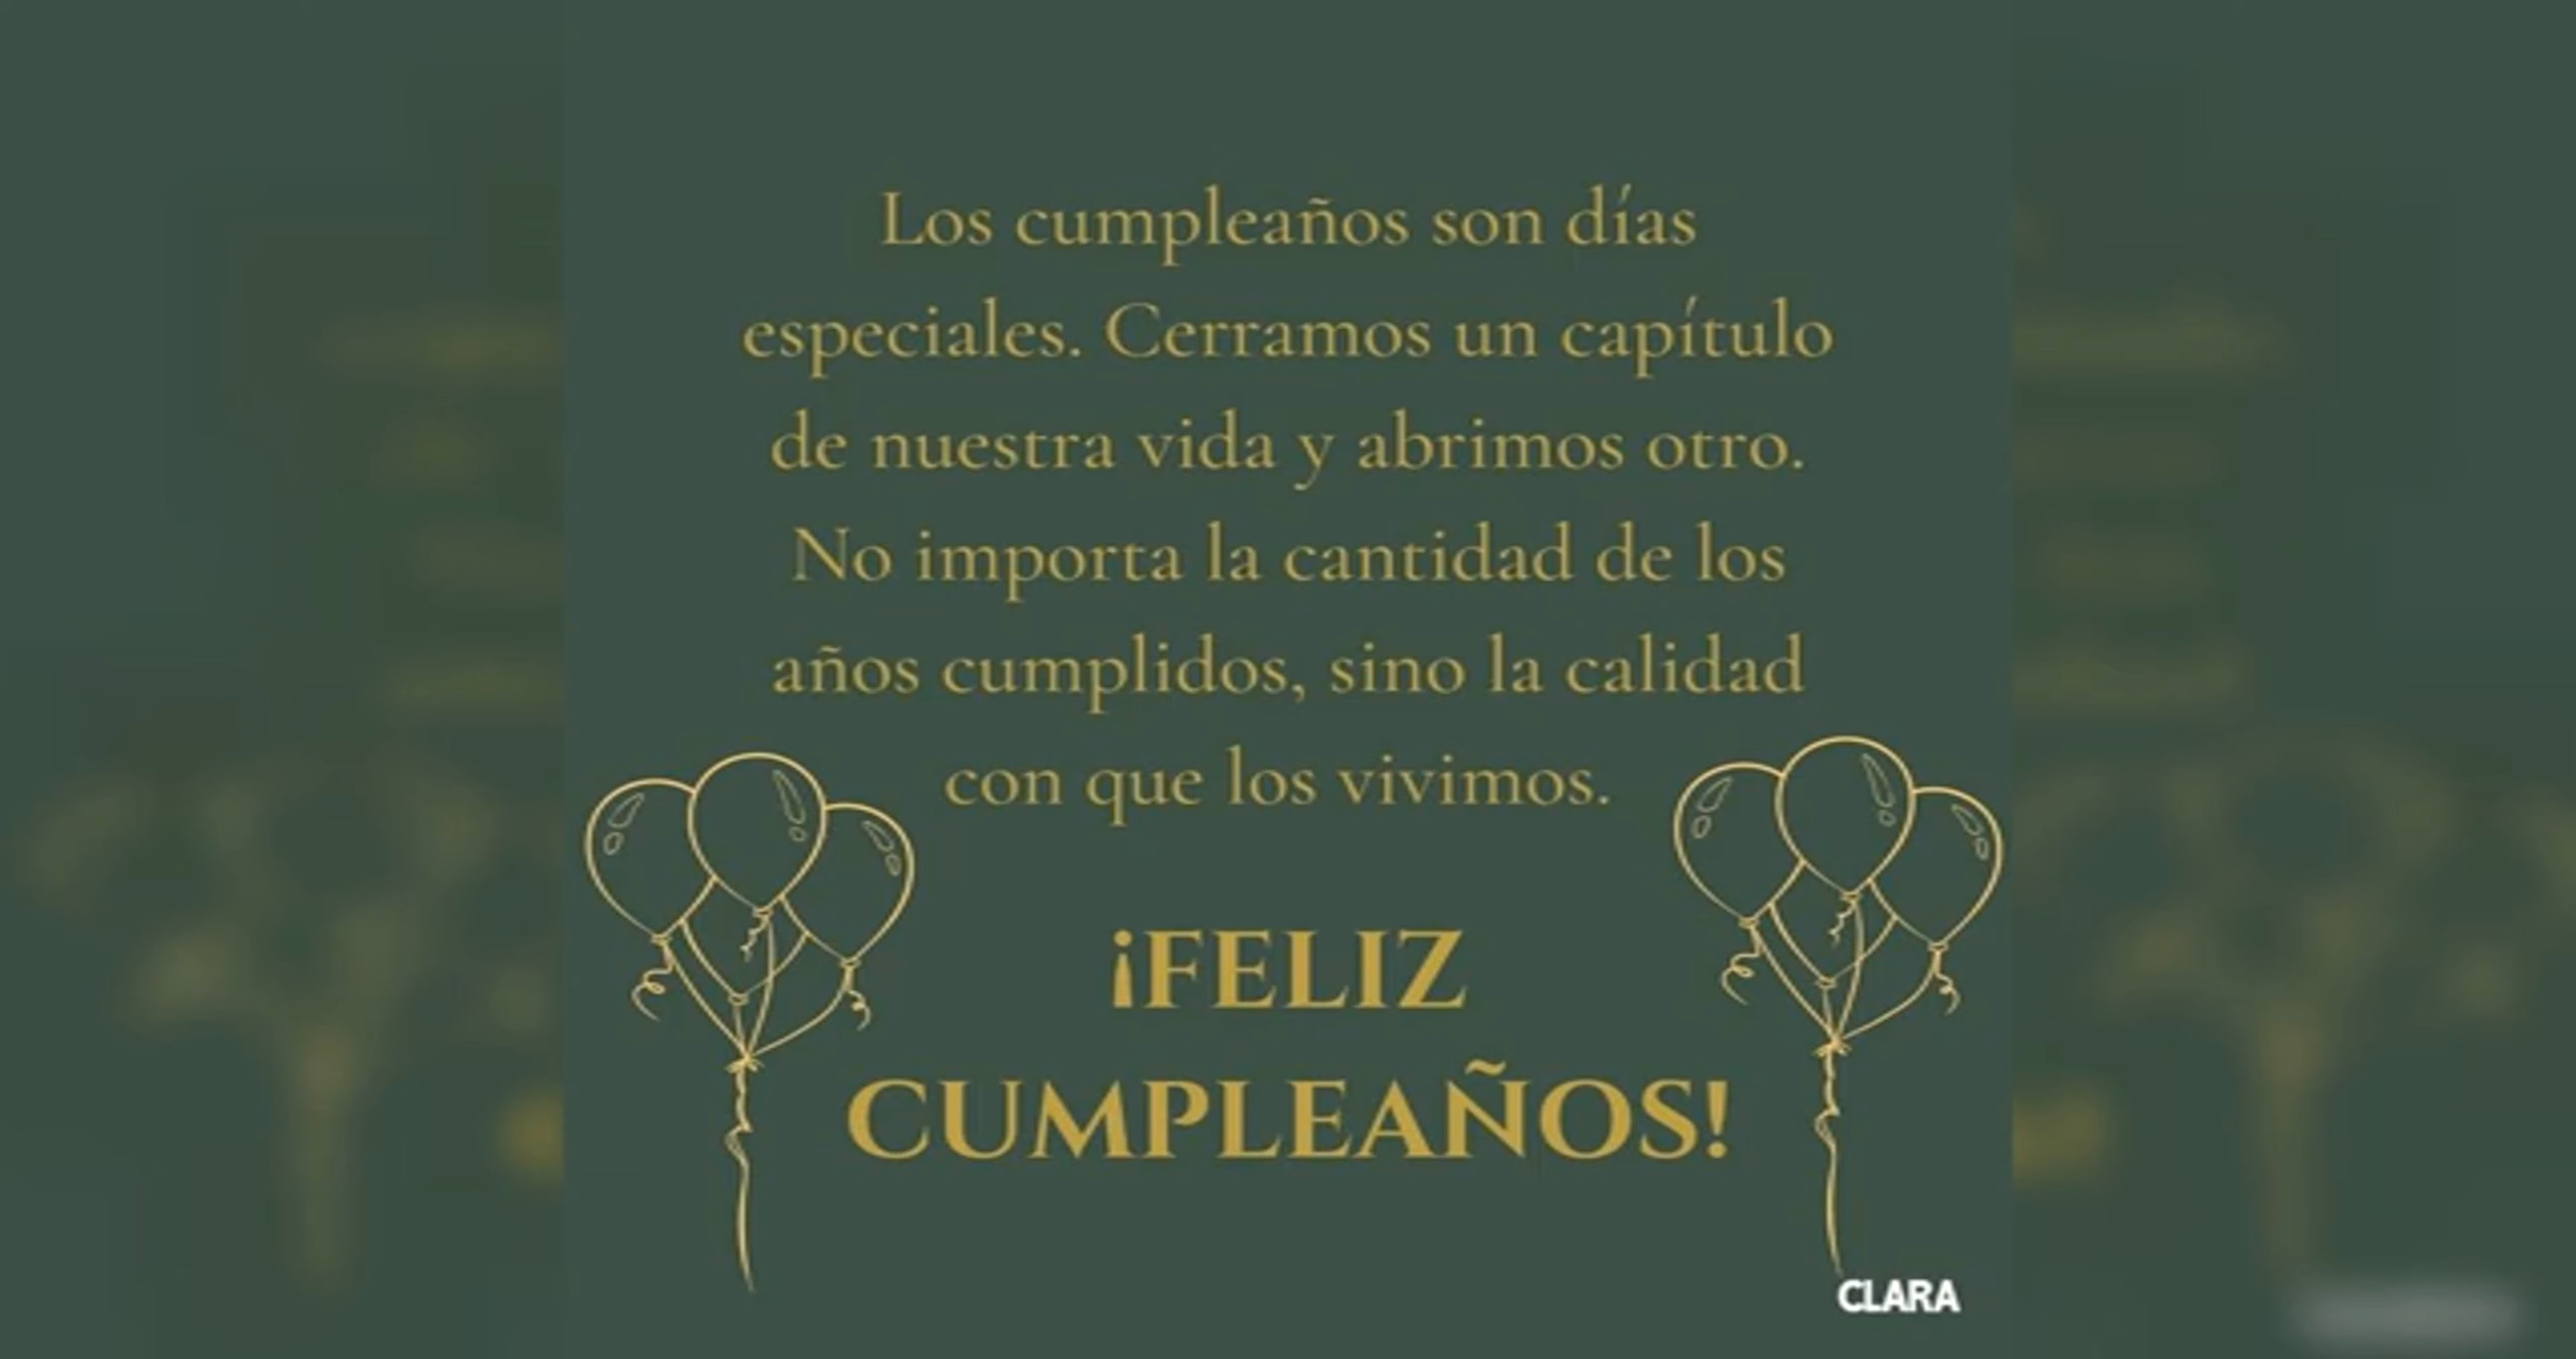 Los cumpleaños son días
especiales. Cerramos un capítulo
de nuestra vida y abrimos otro.
No importa la cantidad de los
años cumplidos, sino la calidad
con que los vivimos.
¡FELIZ
CUMPLEAÑOS!
CLARA